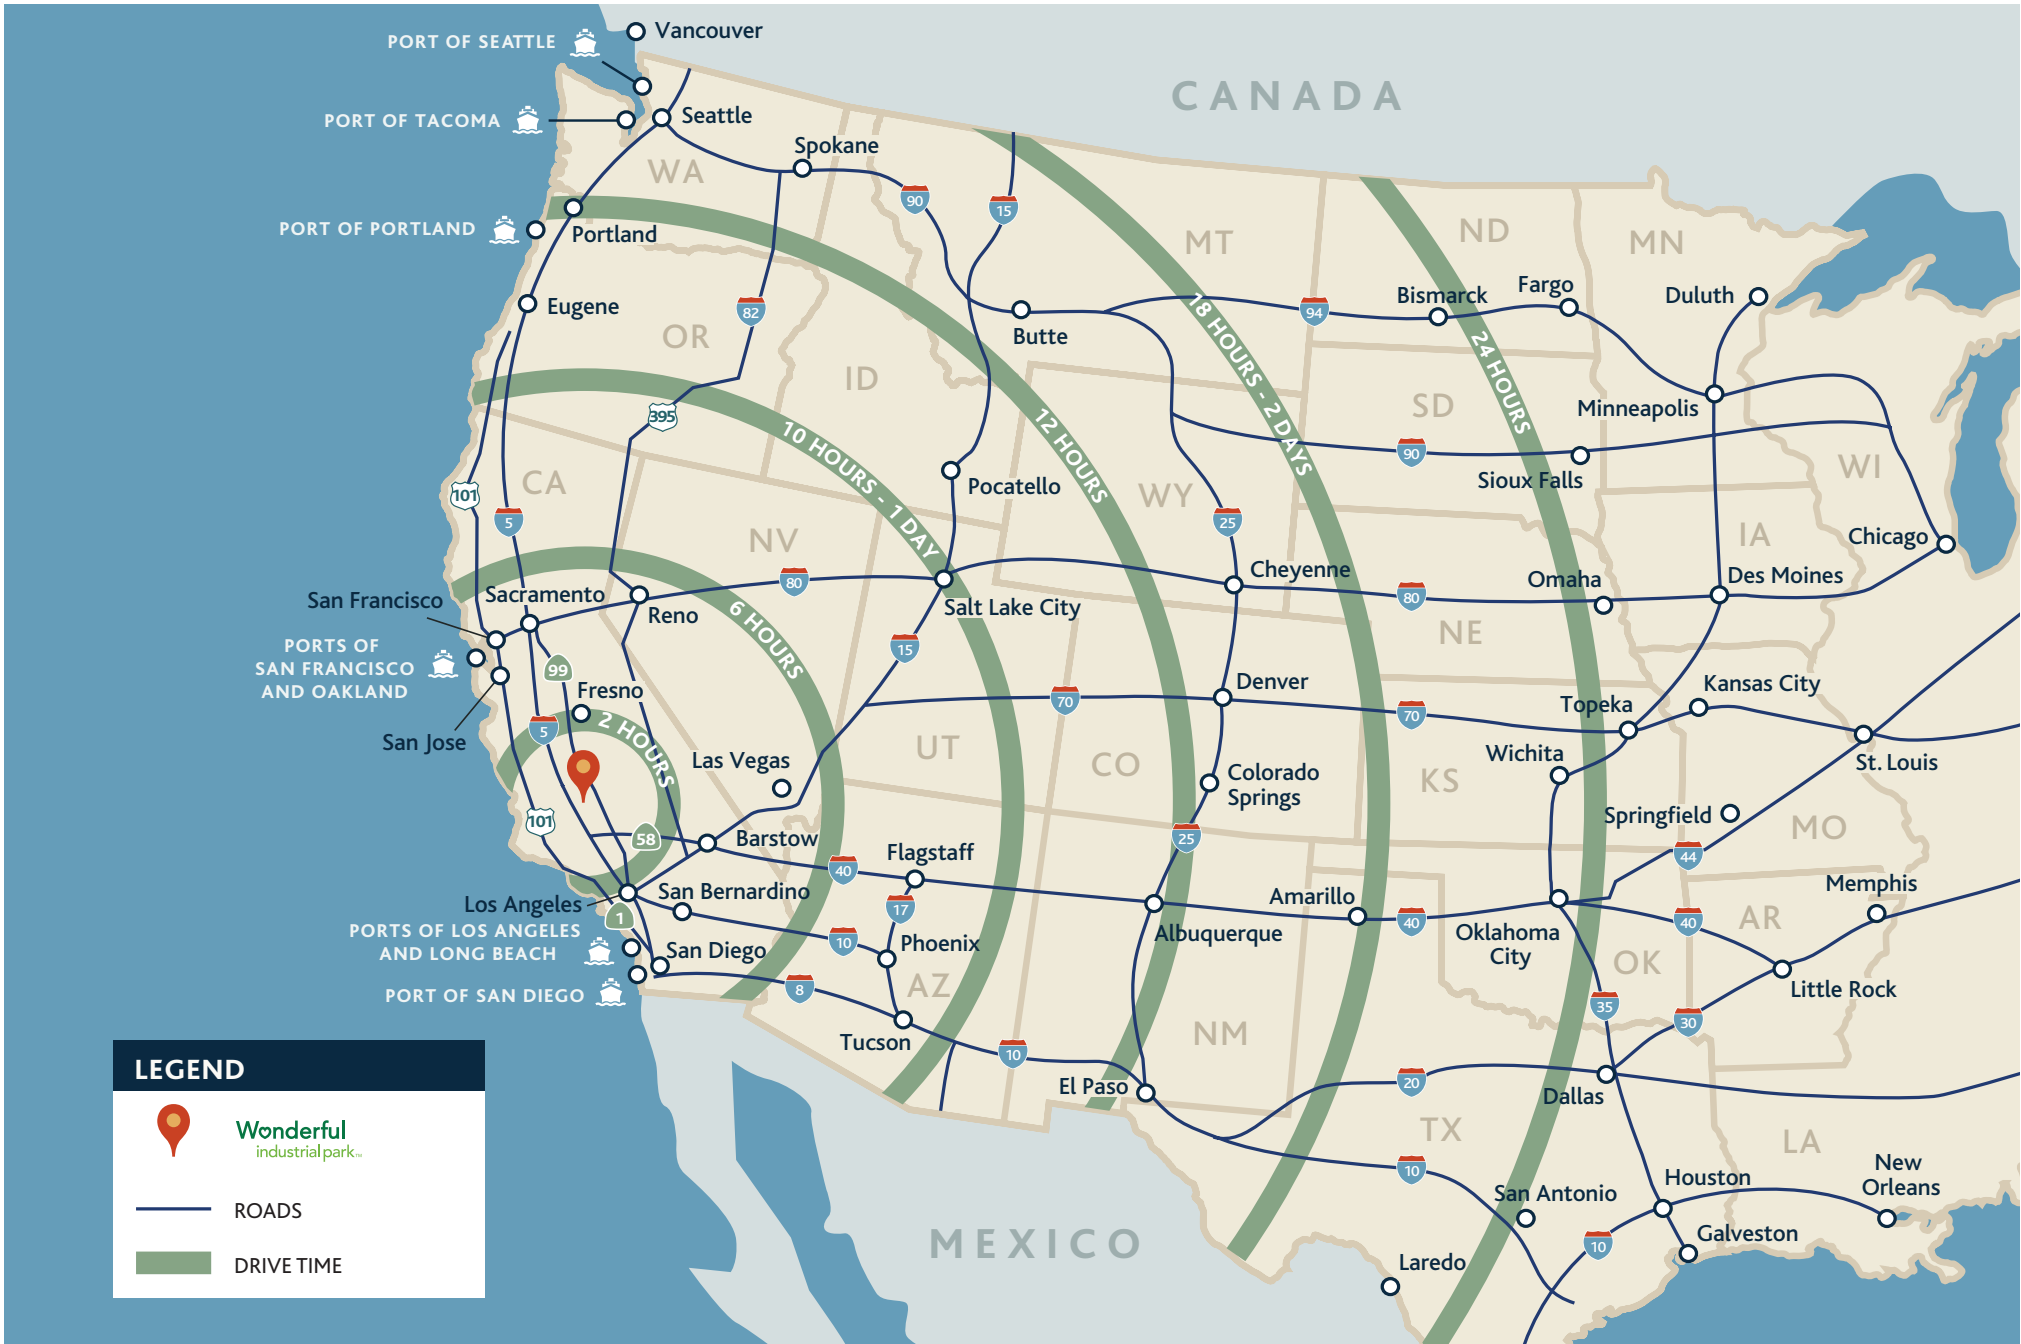 PORT OF SEATTLE
Vancouver
CANADA
PORT OF TACOMA
Seattle
Spokane
WA
90
15
PORT OF PORTLAND
Portland
MT
ND
MN
Eugene
82
OR
Butte
18 HOURS - 2 DAYS
94
Bismarck
Fargo
Duluth
24 HOURS
ID
395
10 HOURS - 1 DAY
12 HOURS
SD
Minneapolis
90
Sioux Falls
WI
101
CA
5
Pocatello
WY
25
NV
IA
Chicago
80
Cheyenne
80
Omaha
Des Moines
San Francisco
Sacramento
Reno
6 HOURS
Salt Lake City
PORTS OF
SAN FRANCISCO
AND OAKLAND
99
Fresno
15
NE
70
Denver
70
Topeka
Kansas City
San Jose
5
2 HOURS
Las Vegas
UT
CO
Colorado
Springs
KS
Wichita
St. Louis
Springfield
MO
101
58
Barstow
25
44
40
Flagstaff
Memphis
Los Angeles
San Bernardino
17
Amarillo
40
40
AR
1
PORTS OF LOS ANGELES
AND LONG BEACH
10
Phoenix
Albuquerque
Oklahoma
City
OK
San Diego
PORT OF SAN DIEGO
8
AZ
Little Rock
35
30
Tucson
10
NM
El Paso
20
Dallas
TX
LA
10
San Antonio
Houston
New
Orleans
MEXICO
10
Galveston
Laredo
LEGEND
Wonderful
industrial park™
ROADS
DRIVE TIME